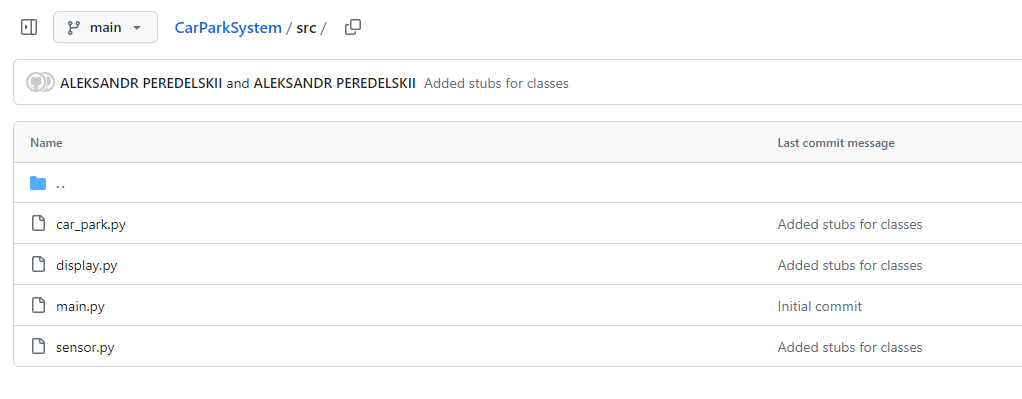 main
CarParkSystem / src /
ALEKSANDR PEREDELSKII and ALEKSANDR PEREDELSKII Added stubs for classes
Name Last commit message
..
car_park.py Added stubs for classes
display.py Added stubs for classes
main.py Initial commit
sensor.py Added stubs for classes